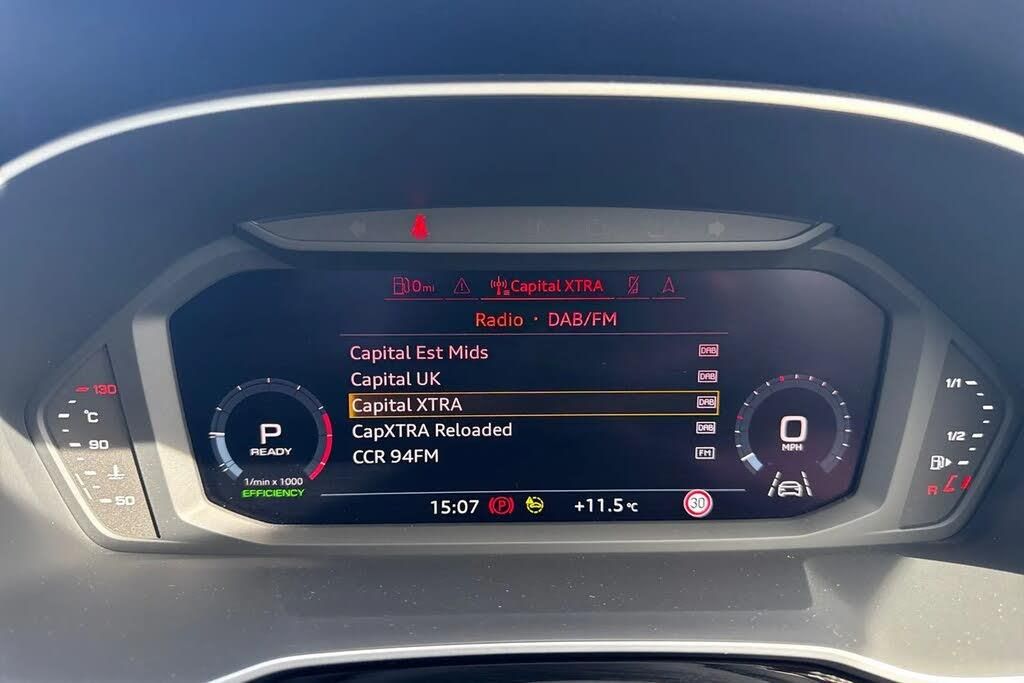 0mi Capital XTRA
Radio · DAB/FM
Capital Est Mids DAB
Capital UK DAB
Capital XTRA DAB
CapXTRA Reloaded DAB
CCR 94FM FM
130
°C
90
50
P
READY
1/min x 1000
EFFICIENCY
0
MPH
1/1
1/2
R
15:07 P +11.5°C 30